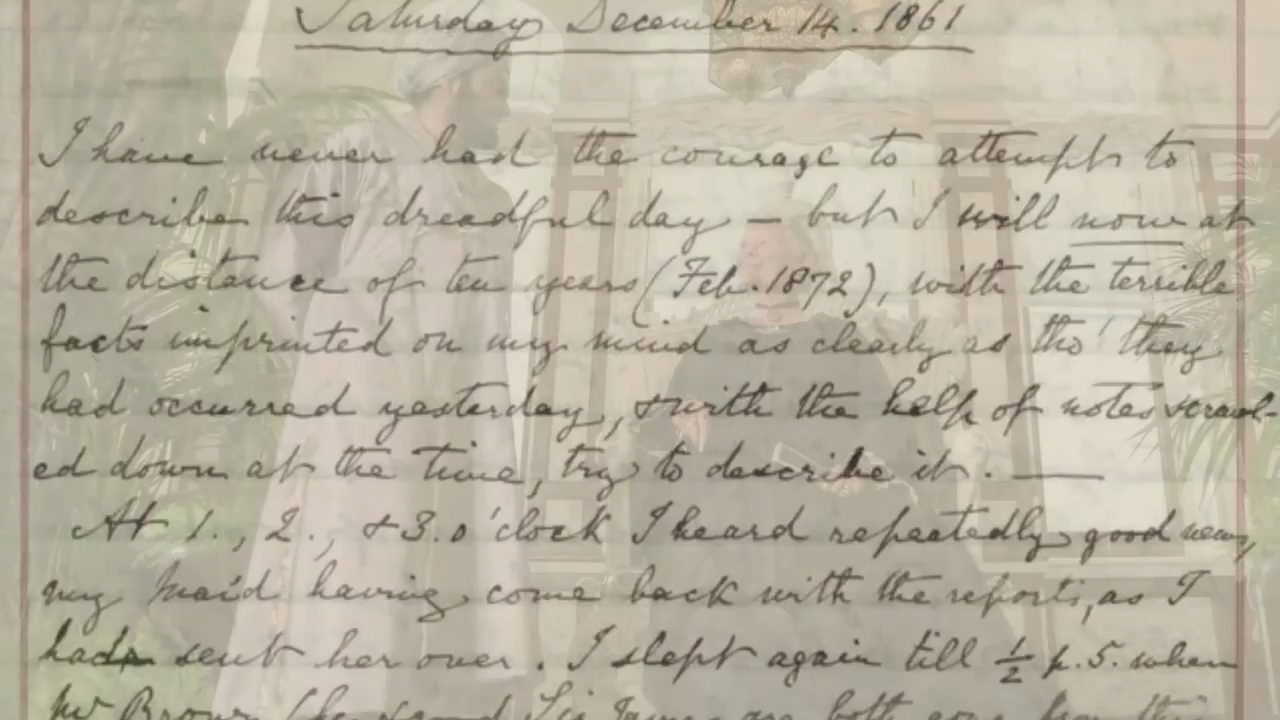 Saturday December 14. 1861
I have never had the courage to attempt to
describe this dreadful day – but I will now at
the distance of ten years (Feb. 1872), with the terrible
facts imprinted on my mind as clearly as tho' they
had occurred yesterday, & with the help of notes scrawl-
ed down at the time, try to describe it. —
At 1., 2., & 3. o'clock I heard repeatedly good news,
my maid having come back with the reports, as I
had sent her over. I slept again till ½ p. 5. when
Mr Brown